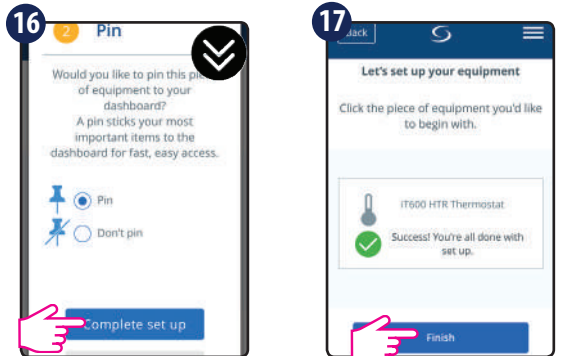 16
2 Pin
Would you like to pin this piece
of equipment to your
dashboard?
A pin sticks your most
important items to the
dashboard for fast, easy access.
Pin
Don't pin
Complete set up
17
Back
Let's set up your equipment
Click the piece of equipment you'd like
to begin with.
iT600 HTR Thermostat
Success! You're all done with
set up.
Finish